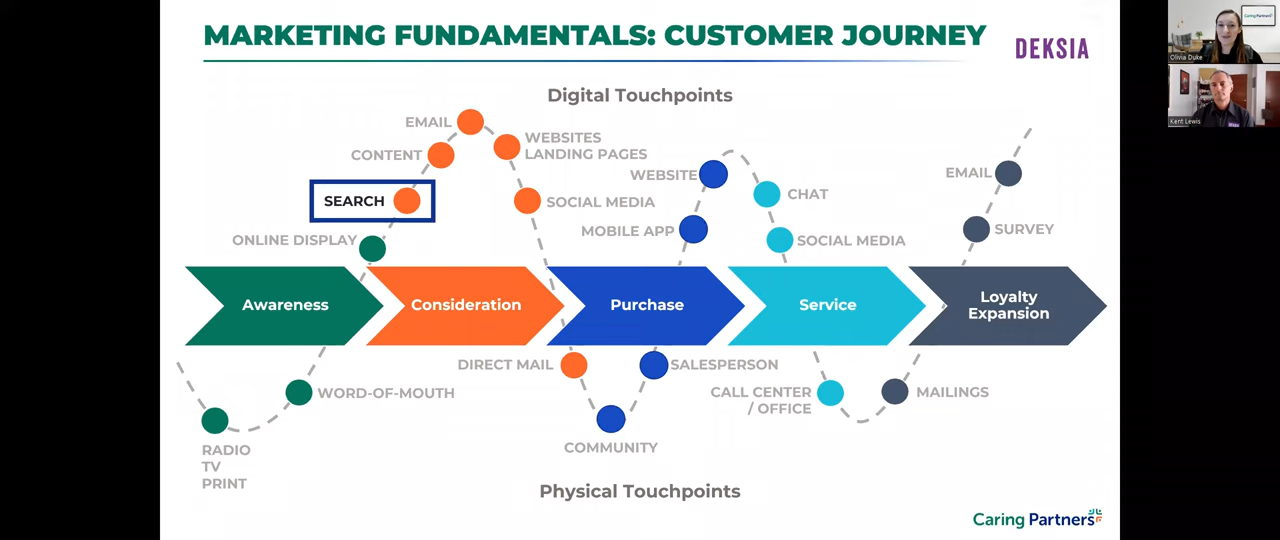 MARKETING FUNDAMENTALS: CUSTOMER JOURNEY
DEKSIA
Caring Partners
Olivia Duke
Kent Lewis
Digital Touchpoints
EMAIL
WEBSITES
LANDING PAGES
CONTENT
SEARCH
SOCIAL MEDIA
ONLINE DISPLAY
WEBSITE
MOBILE APP
CHAT
SOCIAL MEDIA
EMAIL
SURVEY
Awareness
Consideration
Purchase
Service
Loyalty
Expansion
DIRECT MAIL
SALESPERSON
WORD-OF-MOUTH
CALL CENTER
/ OFFICE
MAILINGS
RADIO
TV
PRINT
COMMUNITY
Physical Touchpoints
Caring Partners